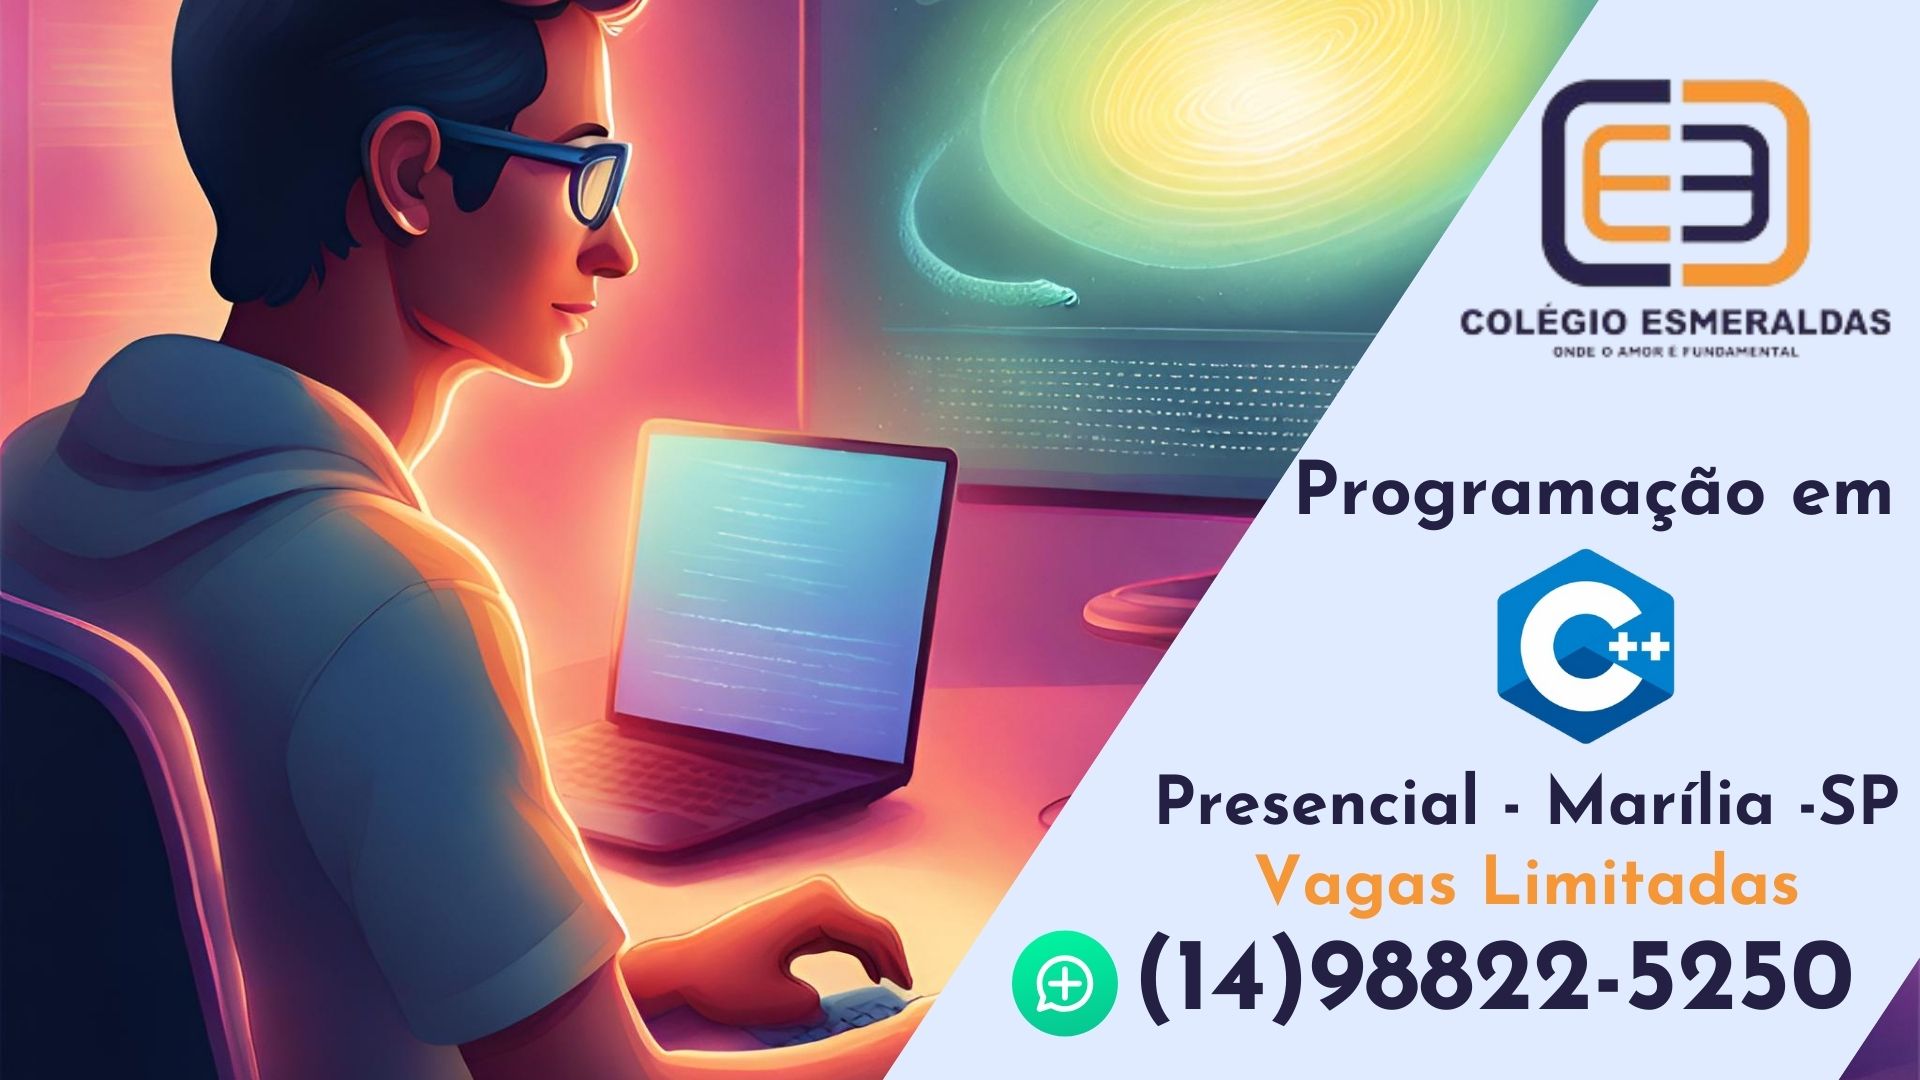 COLÉGIO ESMERALDAS
ONDE O AMOR É FUNDAMENTAL
Programação em
C++
Presencial - Marília -SP
Vagas Limitadas
(14)98822-5250